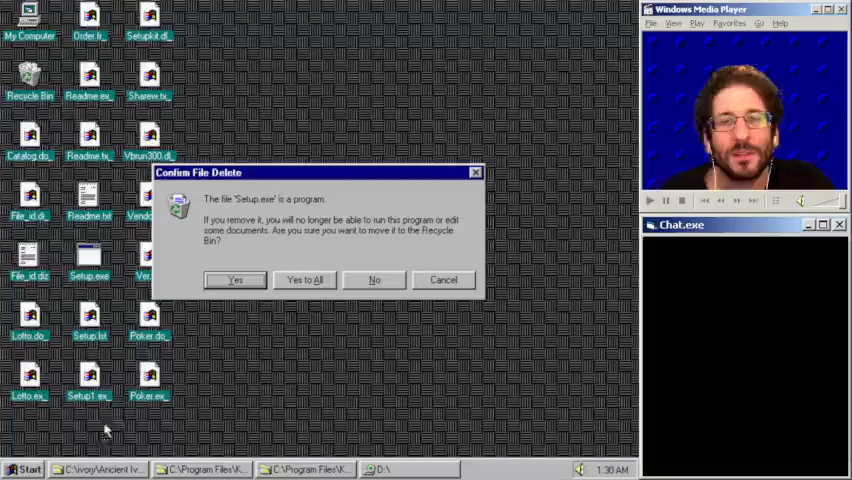 My Computer
Order.fr_
Setupkit.dl_
Recycle Bin
Readme.ex_
Sharew.tx_
Catalog.do_
Readme.tx_
Vbrun300.dl_
File_id.di_
Readme.txt
Vendo
File_id.diz
Setup.exe
Ver.
Lotto.do_
Setup.lst
Poker.do_
Lotto.ex_
Setup1.ex_
Poker.ex_
Confirm File Delete
The file 'Setup.exe' is a program.
If you remove it, you will no longer be able to run this program or edit
some documents. Are you sure you want to move it to the Recycle
Bin?
Yes
Yes to All
No
Cancel
Windows Media Player
File View Play Favorites Go Help
Chat.exe
Start
C:\ivory\Ancient Iv...
C:\Program Files\K...
C:\Program Files\K...
D:\
1:30 AM